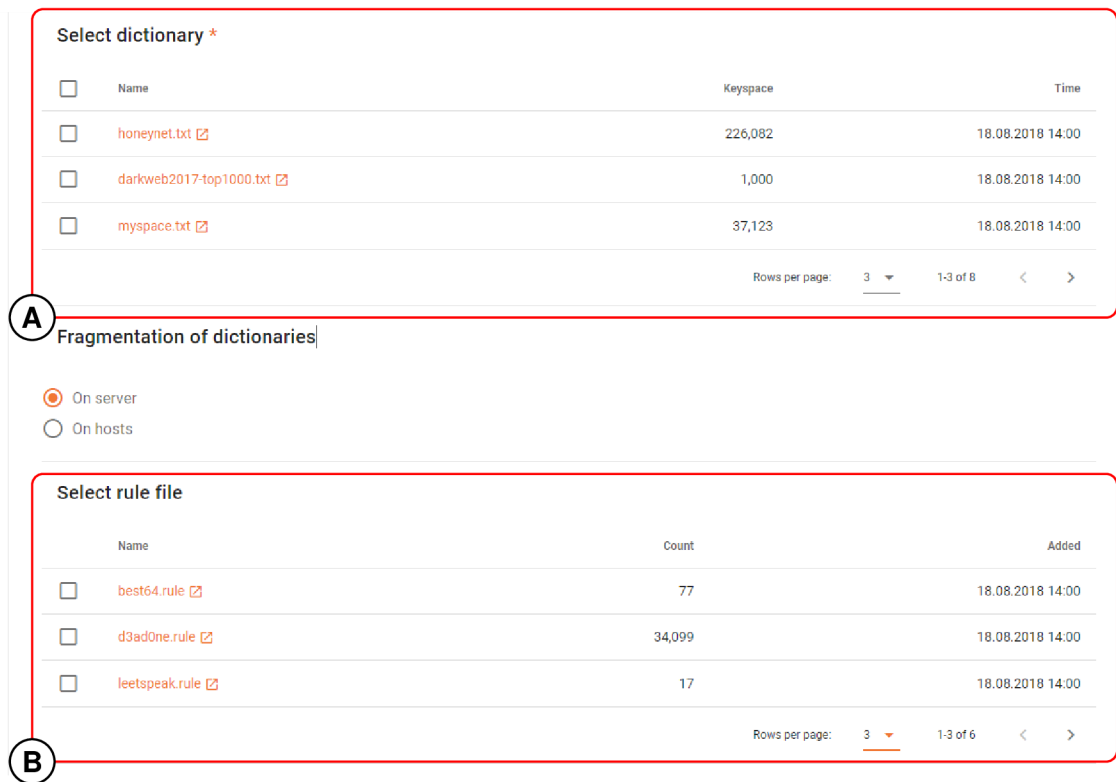 Select dictionary *
Name Keyspace Time
honeynet.txt 226,082 18.08.2018 14:00
darkweb2017-top1000.txt 1,000 18.08.2018 14:00
myspace.txt 37,123 18.08.2018 14:00
Rows per page: 3 1-3 of 8
A
Fragmentation of dictionaries
On server
On hosts
Select rule file
Name Count Added
best64.rule 77 18.08.2018 14:00
d3ad0ne.rule 34,099 18.08.2018 14:00
leetspeak.rule 17 18.08.2018 14:00
Rows per page: 3 1-3 of 6
B